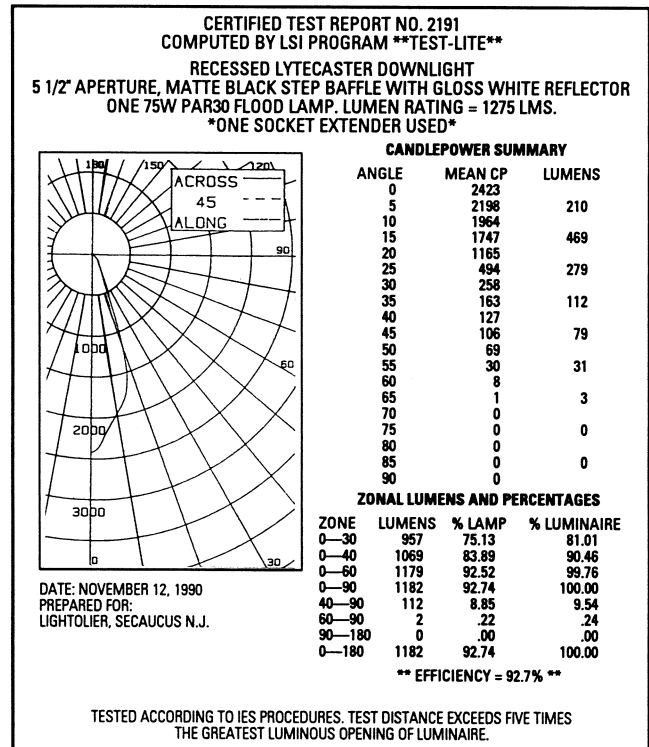 CERTIFIED TEST REPORT NO. 2191
COMPUTED BY LSI PROGRAM **TEST-LITE**
RECESSED LYTECASTER DOWNLIGHT
5 1/2" APERTURE, MATTE BLACK STEP BAFFLE WITH GLOSS WHITE REFLECTOR
ONE 75W PAR30 FLOOD LAMP. LUMEN RATING = 1275 LMS.
*ONE SOCKET EXTENDER USED*
180 150 120
ACROSS
45
ALONG
90
1000
60
2000
3000
0 30
DATE: NOVEMBER 12, 1990
PREPARED FOR:
LIGHTOLIER, SECAUCUS N.J.
CANDLEPOWER SUMMARY
ANGLE MEAN CP LUMENS
0 2423
5 2198 210
10 1964
15 1747 469
20 1165
25 494 279
30 258
35 163 112
40 127
45 106 79
50 69
55 30 31
60 8
65 1 3
70 0
75 0 0
80 0
85 0 0
90 0
ZONAL LUMENS AND PERCENTAGES
ZONE LUMENS % LAMP % LUMINAIRE
0—30 957 75.13 81.01
0—40 1069 83.89 90.46
0—60 1179 92.52 99.76
0—90 1182 92.74 100.00
40—90 112 8.85 9.54
60—90 2 .22 .24
90—180 0 .00 .00
0—180 1182 92.74 100.00
** EFFICIENCY = 92.7% **
TESTED ACCORDING TO IES PROCEDURES. TEST DISTANCE EXCEEDS FIVE TIMES
THE GREATEST LUMINOUS OPENING OF LUMINAIRE.